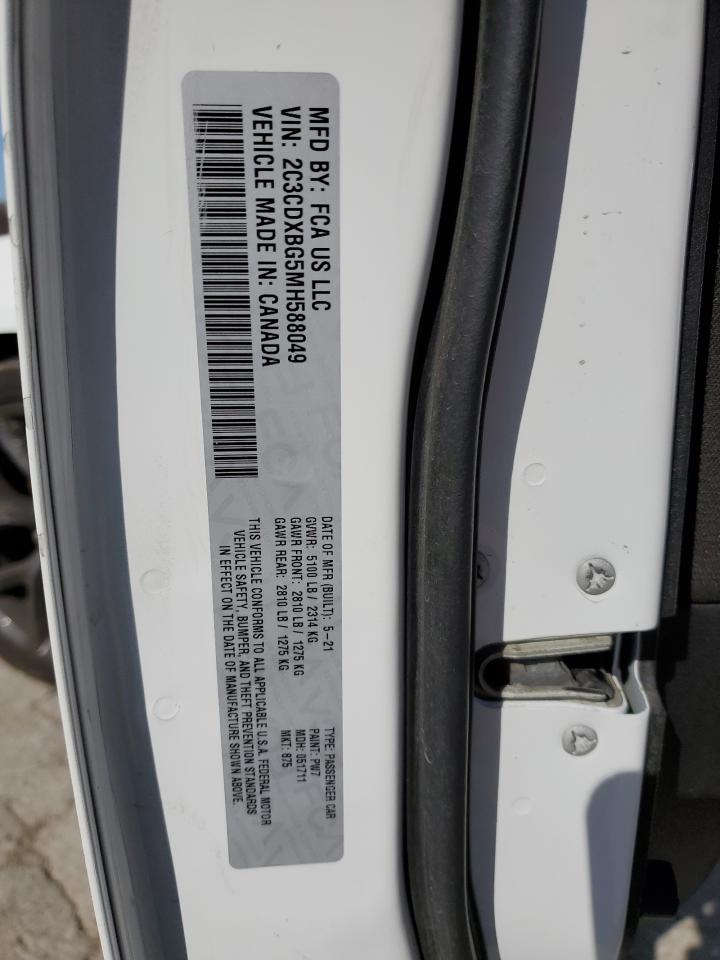 MFD BY: FCA US LLC
VIN: 2C3CDXBG5MH588049
VEHICLE MADE IN: CANADA
DATE OF MFR (BUILT): 5-21
GVWR: 5100 LB / 2314 KG
GAWR FRONT: 2810 LB / 1275 KG
GAWR REAR: 2810 LB / 1275 KG
TYPE: PASSENGER CAR
PAINT: PW7
MDH: 051711
MKT: 875
THIS VEHICLE CONFORMS TO ALL APPLICABLE U.S.A. FEDERAL MOTOR
VEHICLE SAFETY, BUMPER, AND THEFT PREVENTION STANDARDS
IN EFFECT ON THE DATE OF MANUFACTURE SHOWN ABOVE.